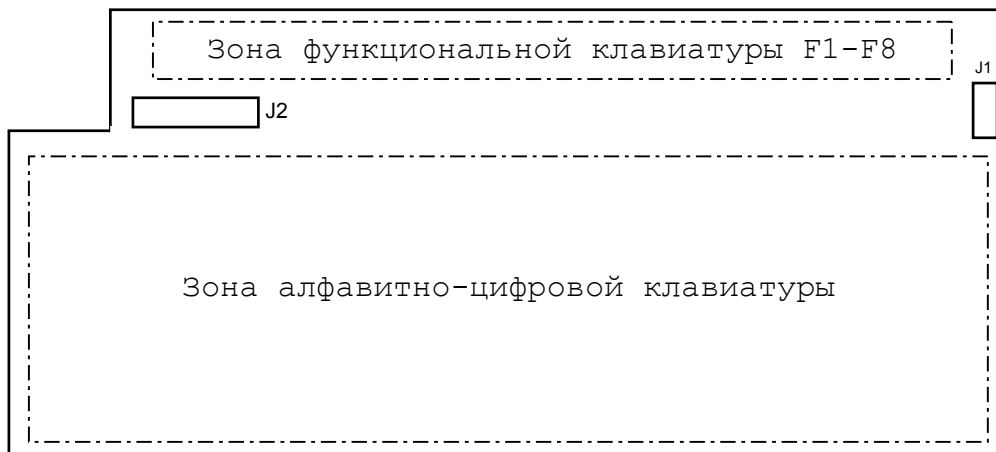 Зона функциональной клавиатуры F1-F8
J1
J2
Зона алфавитно-цифровой клавиатуры